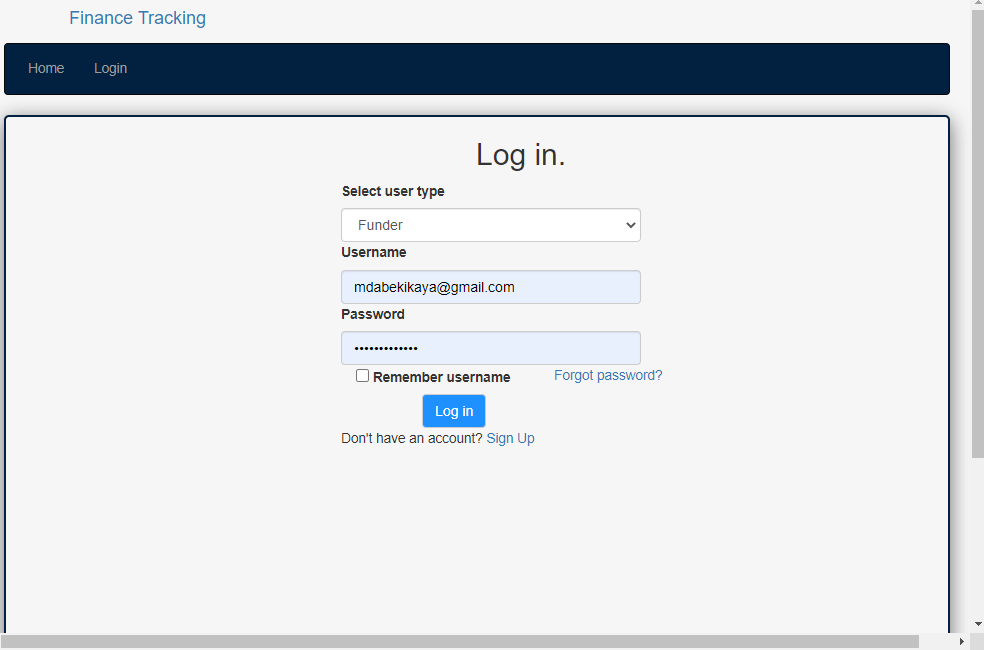 Finance Tracking
Home Login
Log in.
Select user type
Funder
Username
mdabekikaya@gmail.com
Password
•••••••••••••
Remember username Forgot password?
Log in
Don't have an account? Sign Up